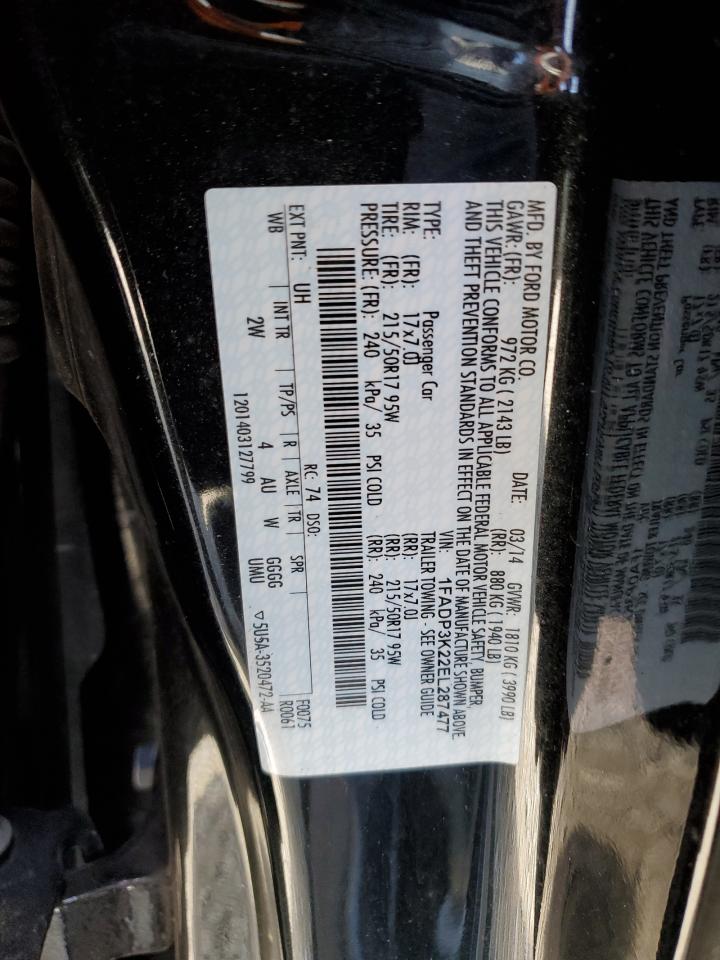 MFD. BY FORD MOTOR CO. DATE: 03/14 GVWR: 1810 KG ( 3990 LB)
GAWR: (FR): 972 KG ( 2143 LB) (RR): 880 KG ( 1940 LB)
THIS VEHICLE CONFORMS TO ALL APPLICABLE FEDERAL MOTOR VEHICLE SAFETY, BUMPER,
AND THEFT PREVENTION STANDARDS IN EFFECT ON THE DATE OF MANUFACTURE SHOWN ABOVE.
VIN: 1FADP3K22EL287477
TYPE: Passenger Car TRAILER TOWING - SEE OWNER GUIDE
RIM: (FR): 17x7.0J (RR): 17x7.0J
TIRE: (FR): 215/50R17 95W (RR): 215/50R17 95W
PRESSURE: (FR): 240 kPa/ 35 PSI COLD (RR): 240 kPa/ 35 PSI COLD
EXT PNT: UH RC: 74 DSO: F0075
WB INT TR TP/PS R AXLE TR SPR R0061
2W 4 AU W GGGG
UMU
1201403127799 ▽5U5A-3520472-AA